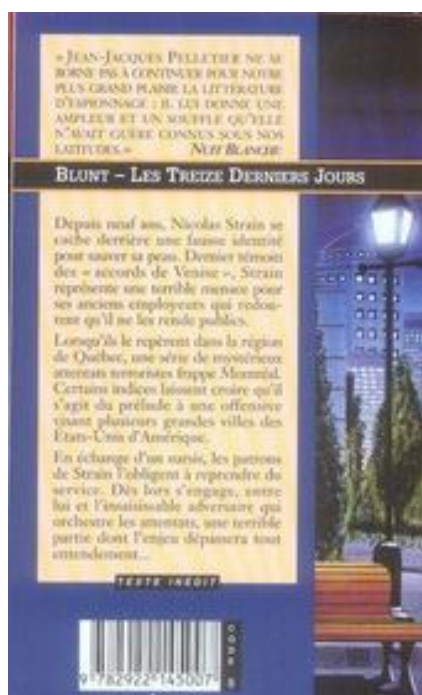 « JEAN-JACQUES PELLETIER NE SE
BORNE PAS À CONTINUER POUR NOTRE
PLUS GRAND PLAISIR LA LITTÉRATURE
D'ESPIONNAGE : IL LUI DONNE UNE
AMPLEUR ET UN SOUFFLE QU'ELLE
N'AVAIT GUÈRE CONNUS SOUS NOS
LATITUDES. » NUIT BLANCHE
BLUNT – LES TREIZE DERNIERS JOURS
Depuis neuf ans, Nicolas Strain se
cache derrière une fausse identité
pour sauver sa peau. Dernier témoin
des « accords de Venise », Strain
représente une terrible menace pour
ses anciens employeurs qui redou-
tent qu'il ne les rende publics.
Lorsqu'ils le repèrent dans la région
de Québec, une série de mystérieux
attentats terroristes frappe Montréal.
Certains indices laissent croire qu'il
s'agit du prélude à une offensive
visant plusieurs grandes villes des
États-Unis d'Amérique.
En échange d'un sursis, les patrons
de Strain l'obligent à reprendre du
service. Dès lors s'engage, entre
lui et l'insaisissable adversaire qui
orchestre les attentats, une terrible
partie dont l'enjeu dépassera tout
entendement...
TEXTE INÉDIT
9 782922 145007